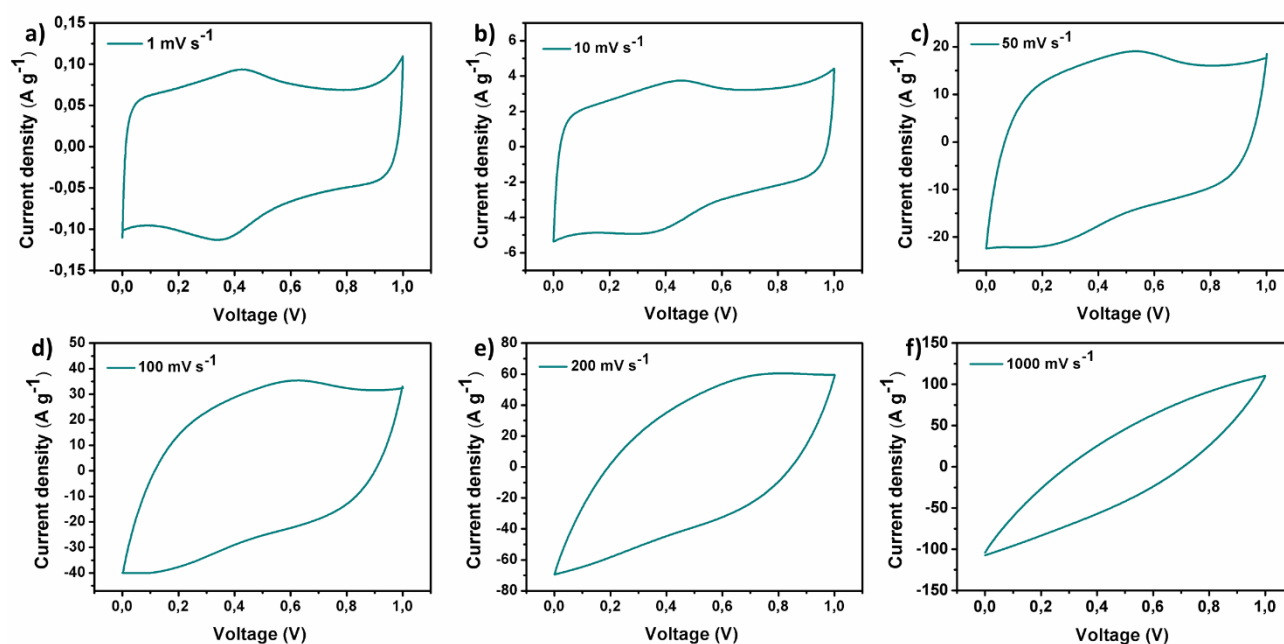 a)
1 mV s⁻¹
Current density (A g⁻¹)
0,15
0,10
0,05
0,00
-0,05
-0,10
-0,15
0,0 0,2 0,4 0,6 0,8 1,0
Voltage (V)
b)
10 mV s⁻¹
Current density (A g⁻¹)
6
4
2
0
-2
-4
-6
0,0 0,2 0,4 0,6 0,8 1,0
Voltage (V)
c)
50 mV s⁻¹
Current density (A g⁻¹)
20
10
0
-10
-20
0,0 0,2 0,4 0,6 0,8 1,0
Voltage (V)
d)
100 mV s⁻¹
Current density (A g⁻¹)
50
40
30
20
10
0
-10
-20
-30
-40
0,0 0,2 0,4 0,6 0,8 1,0
Voltage (V)
e)
200 mV s⁻¹
Current density (A g⁻¹)
80
60
40
20
0
-20
-40
-60
-80
0,0 0,2 0,4 0,6 0,8 1,0
Voltage (V)
f)
1000 mV s⁻¹
Current density (A g⁻¹)
150
100
50
0
-50
-100
-150
0,0 0,2 0,4 0,6 0,8 1,0
Voltage (V)